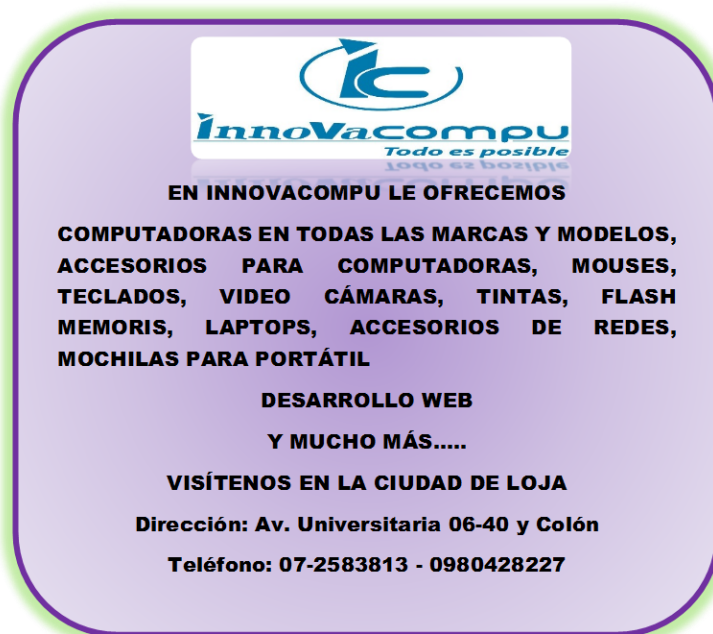 InnoVacompu
Todo es posible
EN INNOVACOMPU LE OFRECEMOS
COMPUTADORAS EN TODAS LAS MARCAS Y MODELOS,
ACCESORIOS PARA COMPUTADORAS, MOUSES,
TECLADOS, VIDEO CÁMARAS, TINTAS, FLASH
MEMORIS, LAPTOPS, ACCESORIOS DE REDES,
MOCHILAS PARA PORTÁTIL
DESARROLLO WEB
Y MUCHO MÁS.....
VISÍTENOS EN LA CIUDAD DE LOJA
Dirección: Av. Universitaria 06-40 y Colón
Teléfono: 07-2583813 - 0980428227